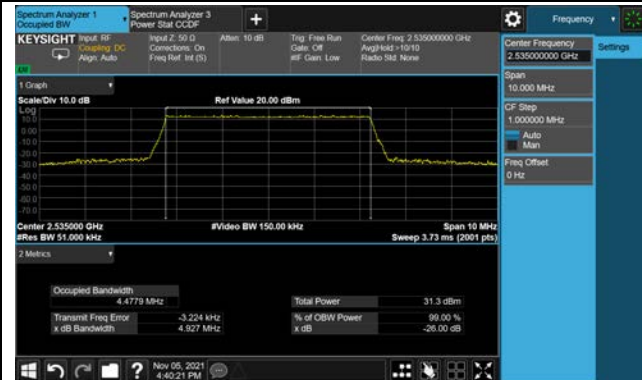 Spectrum Analyzer 1
Occupied BW
Spectrum Analyzer 3
Power Stat CCDF
+
Frequency
KEYSIGHT
Input: RF
Coupling: DC
Align: Auto
Input Z: 50 Ω
Corrections: On
Freq Ref: Int (S)
Atten: 10 dB
Trig: Free Run
Gate: Off
#IF Gain: Low
Center Freq: 2.535000000 GHz
Avg|Hold:>10/10
Radio Std: None
Center Frequency
2.535000000 GHz
Settings
Span
10.000 MHz
CF Step
1.000000 MHz
Auto
Man
Freq Offset
0 Hz
1 Graph
Scale/Div 10.0 dB
Ref Value 20.00 dBm
Log
10.0
0.00
-10.0
-20.0
-30.0
-40.0
-50.0
-60.0
-70.0
Center 2.535000 GHz
#Video BW 150.00 kHz
Span 10 MHz
#Res BW 51.000 kHz
Sweep 3.73 ms (2001 pts)
2 Metrics
Occupied Bandwidth
4.4779 MHz
Total Power
31.3 dBm
Transmit Freq Error
-3.224 kHz
% of OBW Power
99.00 %
x dB Bandwidth
4.927 MHz
x dB
-26.00 dB
?
Nov 05, 2021
4:40:21 PM